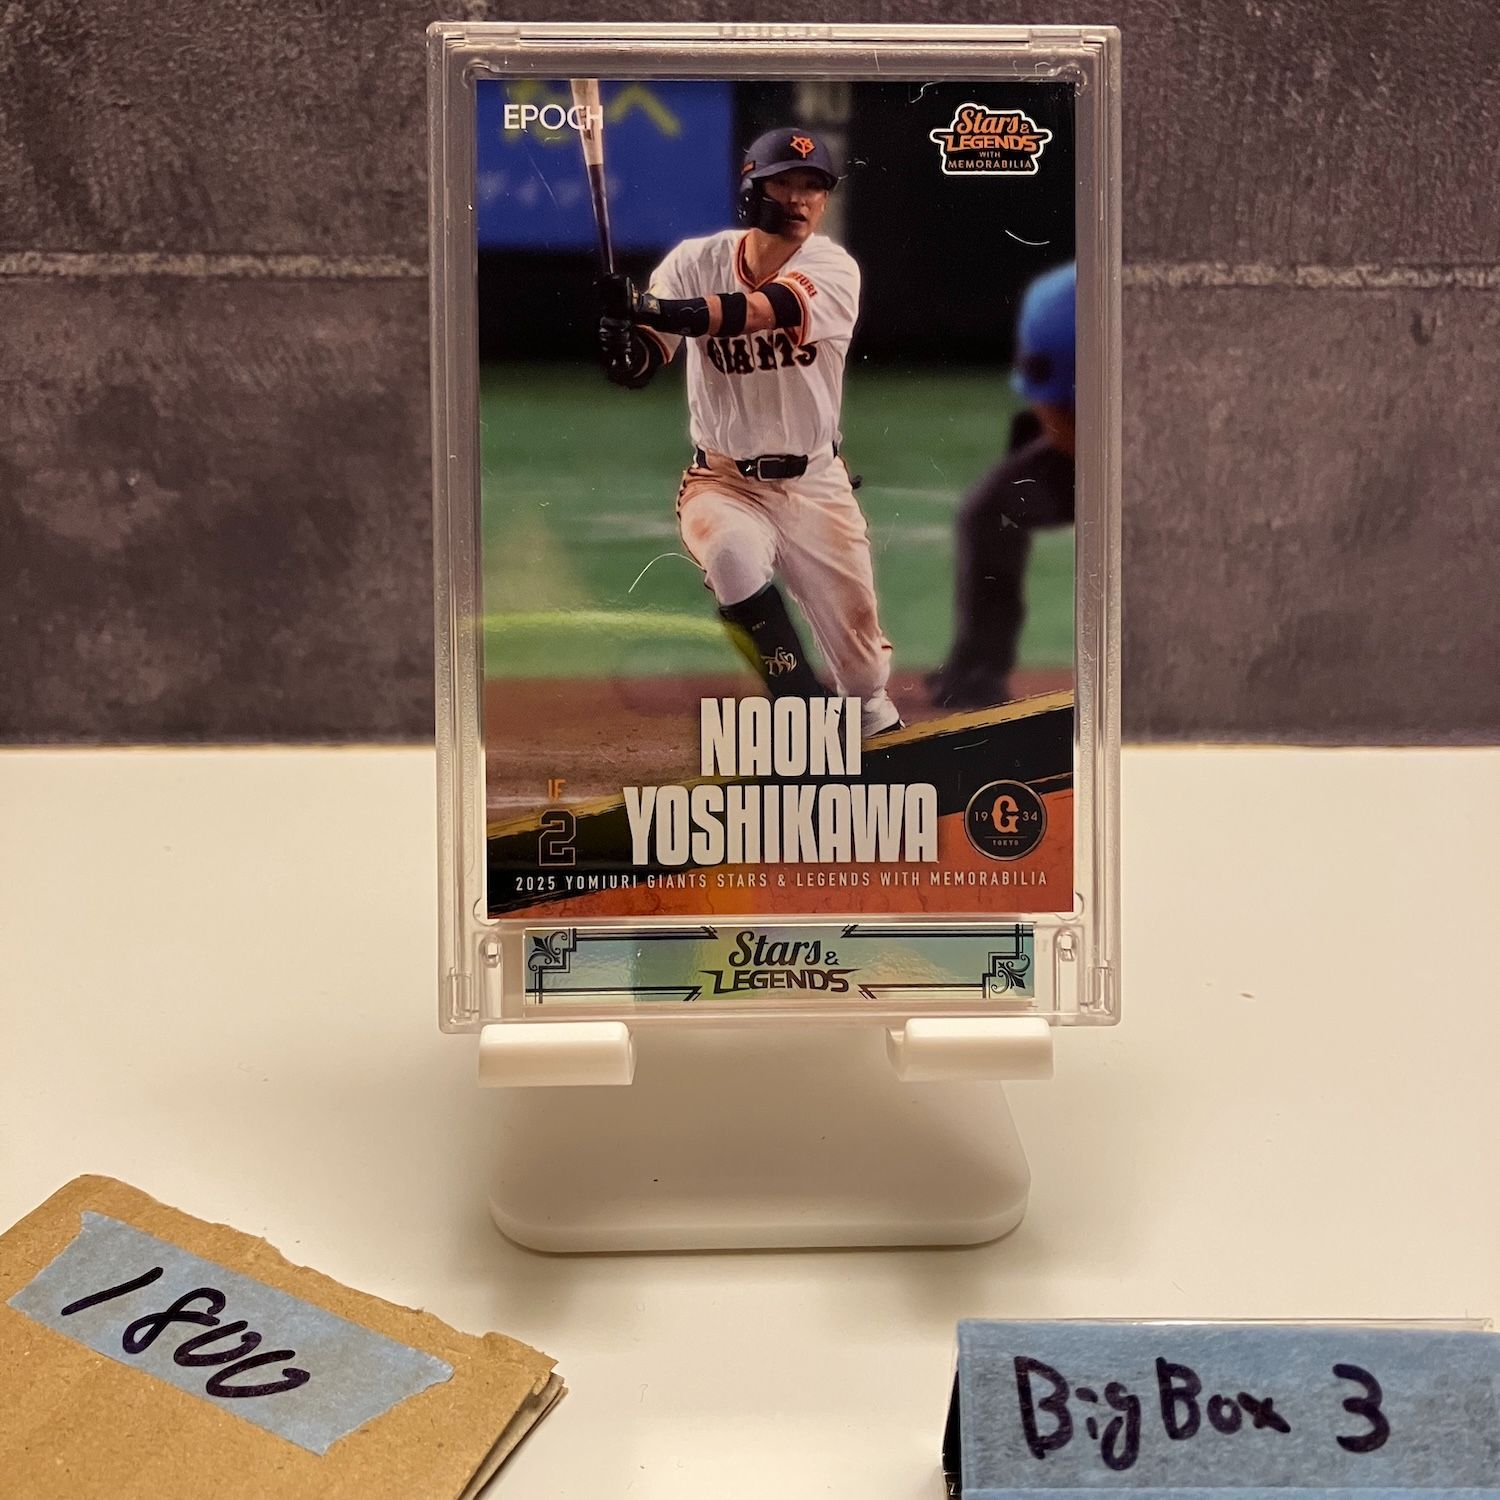 EPOCH
Stars &
LEGENDS
WITH
MEMORABILIA
GIANTS
NAOKI
YOSHIKAWA
IF
2
19 G 34
TOKYO
2025 YOMIURI GIANTS STARS & LEGENDS WITH MEMORABILIA
Stars &
LEGENDS
1800
Big Box 3